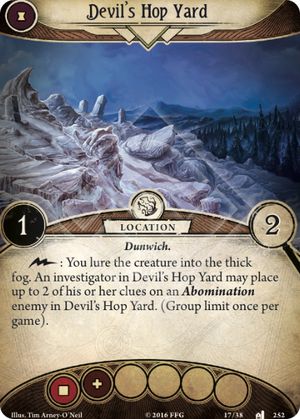 Devil's Hop Yard
1
LOCATION
2
Dunwich.
: You lure the creature into the thick
fog. An investigator in Devil's Hop Yard may place
up to 2 of his or her clues on an Abomination
enemy in Devil's Hop Yard. (Group limit once per
game).
Illus. Tim Arney-O'Neil
© 2016 FFG
17/38
252